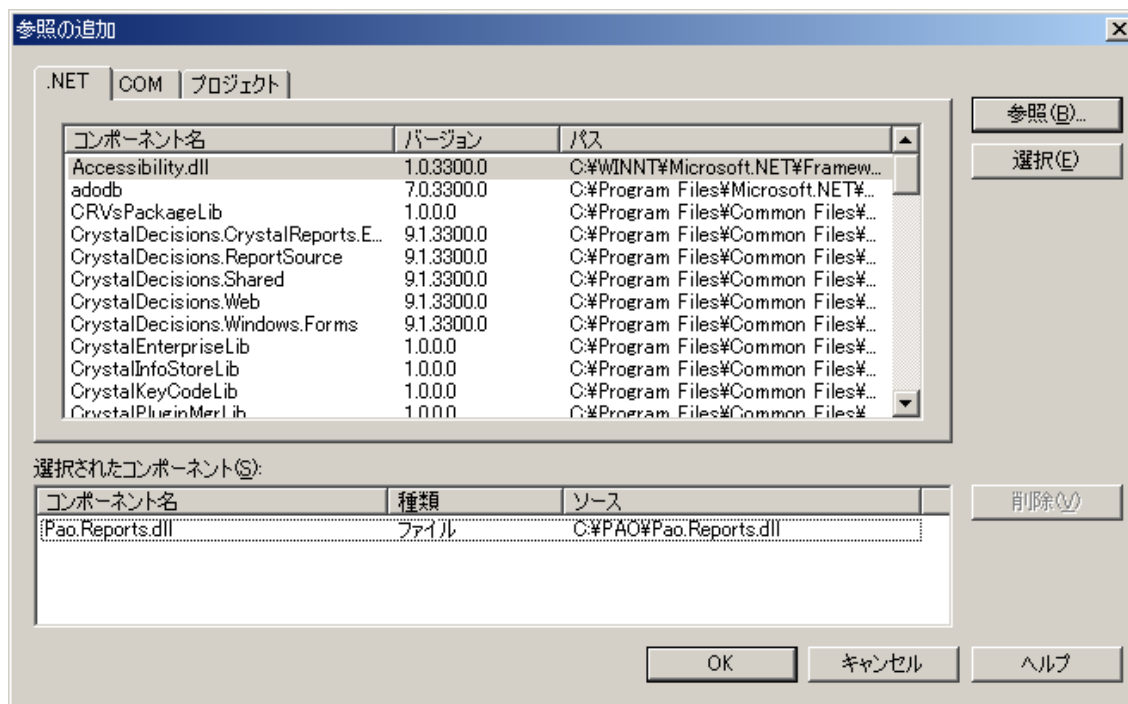 参照の追加
.NET COM プロジェクト
参照(B)...
選択(E)
コンポーネント名 バージョン パス
Accessibility.dll 1.0.3300.0 C:¥WINNT¥Microsoft.NET¥Framew...
adodb 7.0.3300.0 C:¥Program Files¥Microsoft.NET¥...
CRVsPackageLib 1.0.0.0 C:¥Program Files¥Common Files¥...
CrystalDecisions.CrystalReports.E... 9.1.3300.0 C:¥Program Files¥Common Files¥...
CrystalDecisions.ReportSource 9.1.3300.0 C:¥Program Files¥Common Files¥...
CrystalDecisions.Shared 9.1.3300.0 C:¥Program Files¥Common Files¥...
CrystalDecisions.Web 9.1.3300.0 C:¥Program Files¥Common Files¥...
CrystalDecisions.Windows.Forms 9.1.3300.0 C:¥Program Files¥Common Files¥...
CrystalEnterpriseLib 1.0.0.0 C:¥Program Files¥Common Files¥...
CrystalInfoStoreLib 1.0.0.0 C:¥Program Files¥Common Files¥...
CrystalKeyCodeLib 1.0.0.0 C:¥Program Files¥Common Files¥...
CrystalPluginMgrLib 1.0.0.0 C:¥Program Files¥Common Files¥...
選択されたコンポーネント(S):
コンポーネント名 種類 ソース
Pao.Reports.dll ファイル C:¥PAO¥Pao.Reports.dll
削除(V)
OK キャンセル ヘルプ